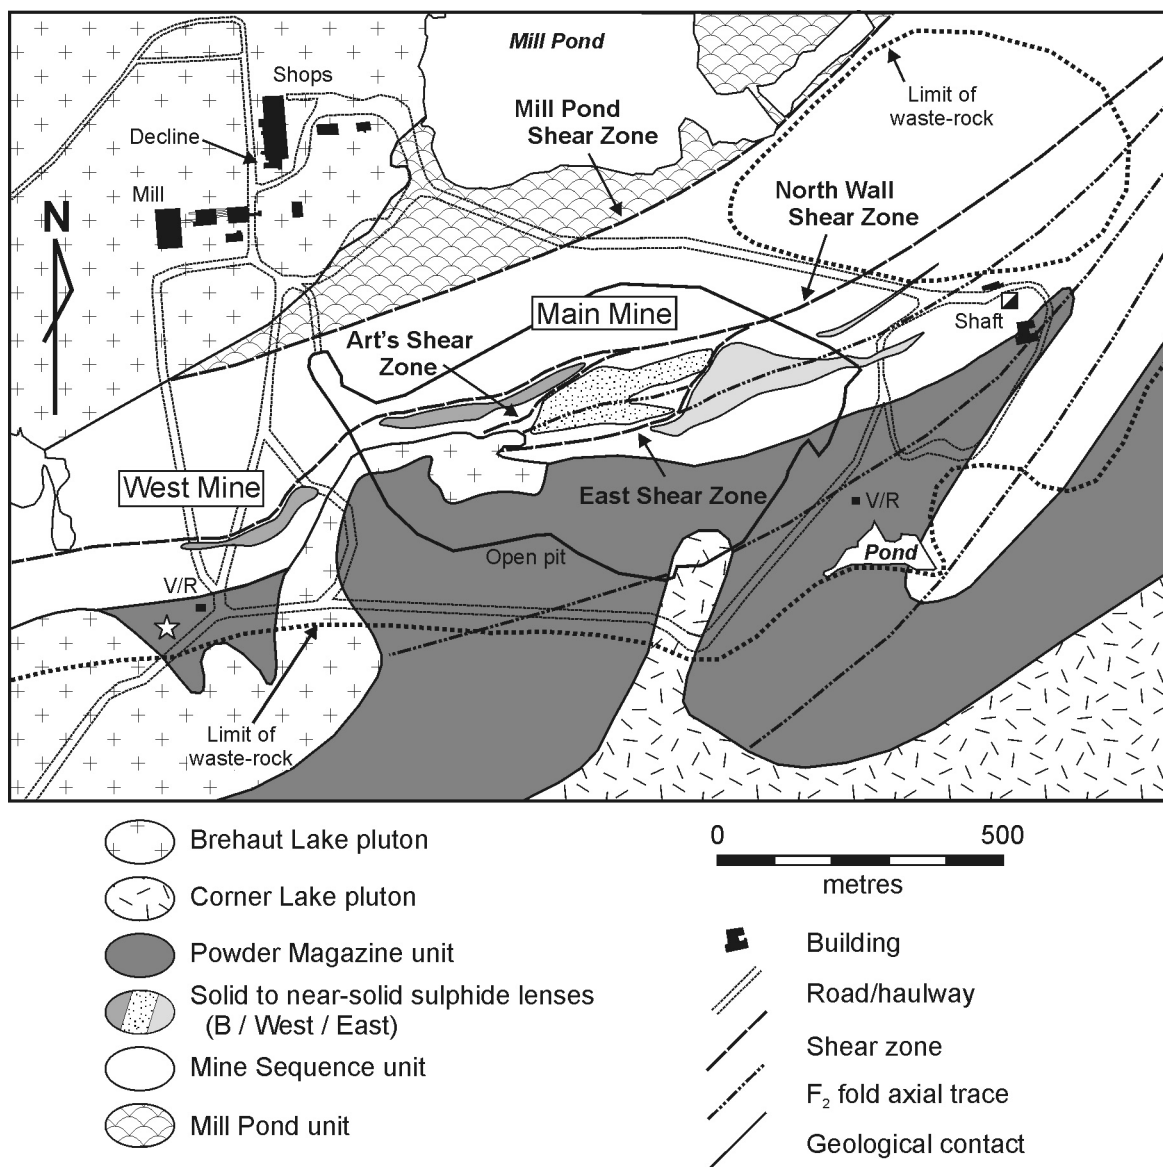 Mill Pond
Shops
Mill Pond
Shear Zone
Limit of
waste-rock
Decline
Mill
N
North Wall
Shear Zone
Main Mine
Shaft
Art's Shear
Zone
West Mine
East Shear Zone
V/R
Open pit
Pond
V/R
Limit of
waste-rock
Brehaut Lake pluton
Corner Lake pluton
Powder Magazine unit
Solid to near-solid sulphide lenses
(B / West / East)
Mine Sequence unit
Mill Pond unit
0 500
metres
Building
Road/haulway
Shear zone
F₂ fold axial trace
Geological contact